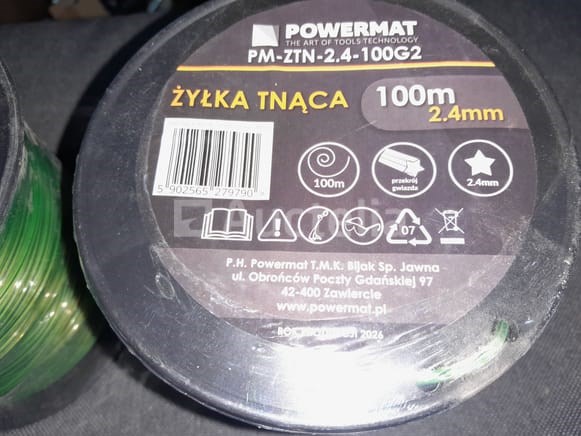 POWERMAT
THE ART OF TOOLS TECHNOLOGY
PM-ZTN-2.4-100G2
ŻYŁKA TNĄCA
100m
2.4mm
5 902565 279790 >
100m
przekrój
gwiazda
2.4mm
07
P.H. Powermat T.M.K. Bijak Sp. Jawna
ul. Obrońców Poczty Gdańskiej 97
42-400 Zawiercie
www.powermat.pl
ROK PRODUKCJI 2026